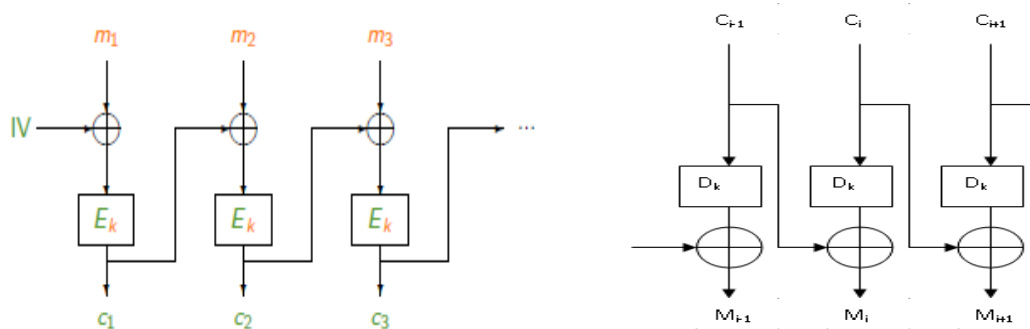 m1 m2 m3
IV ...
Ek Ek Ek
c1 c2 c3
Ci-1 Ci Ci+1
Dk Dk Dk
Mi-1 Mi Mi+1